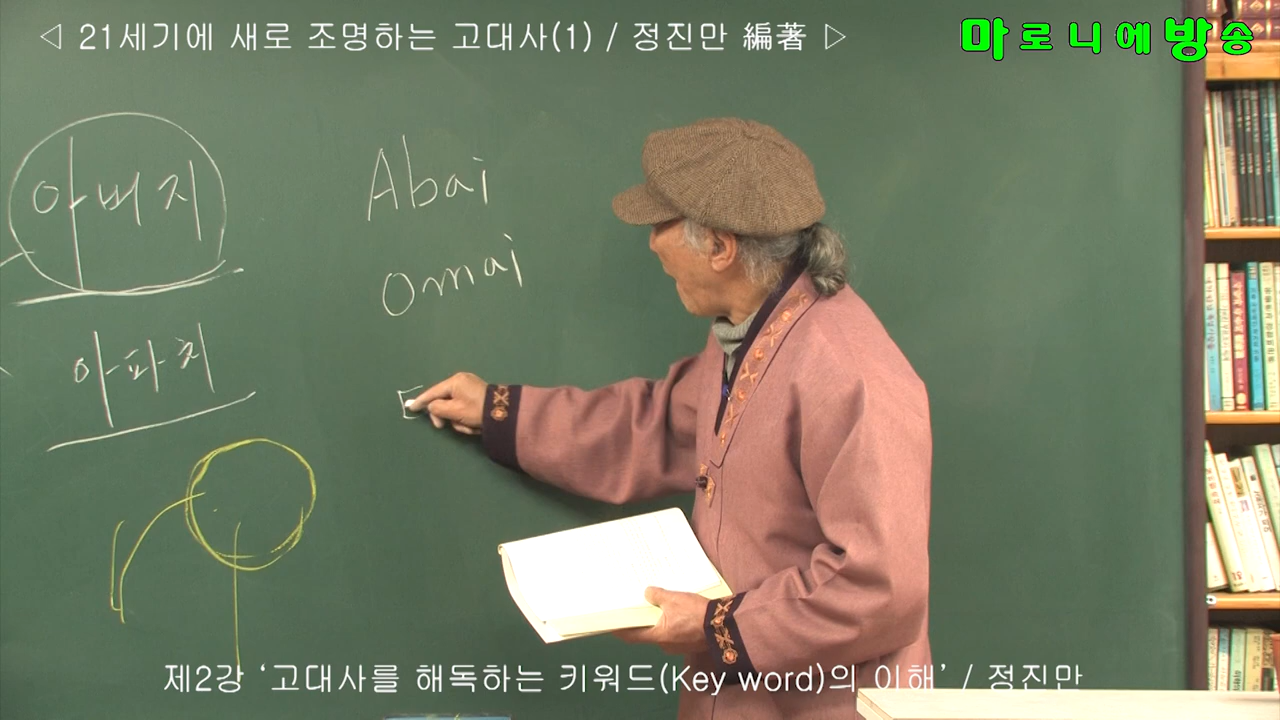 ◁ 21세기에 새로 조명하는 고대사(1) / 정진만 編著 ▷
마로니에방송
아버지
Abai
omai
아파치
E
제2강 ‘고대사를 해독하는 키워드(Key word)의 이해’ / 정진만